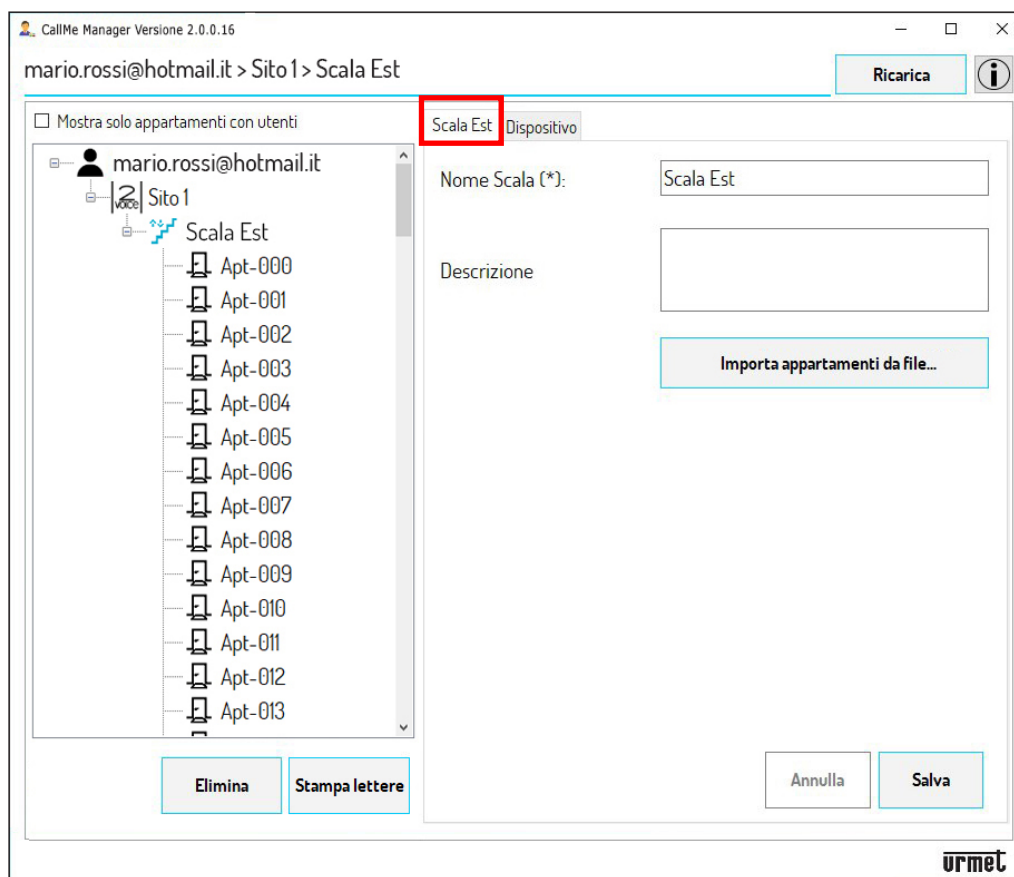 CallMe Manager Versione 2.0.0.16
mario.rossi@hotmail.it > Sito 1 > Scala Est
Ricarica
i
Mostra solo appartamenti con utenti
mario.rossi@hotmail.it
2 voice
Sito 1
Scala Est
Apt-000
Apt-001
Apt-002
Apt-003
Apt-004
Apt-005
Apt-006
Apt-007
Apt-008
Apt-009
Apt-010
Apt-011
Apt-012
Apt-013
Elimina
Stampa lettere
Scala Est
Dispositivo
Nome Scala (*):
Scala Est
Descrizione
Importa appartamenti da file...
Annulla
Salva
urmet